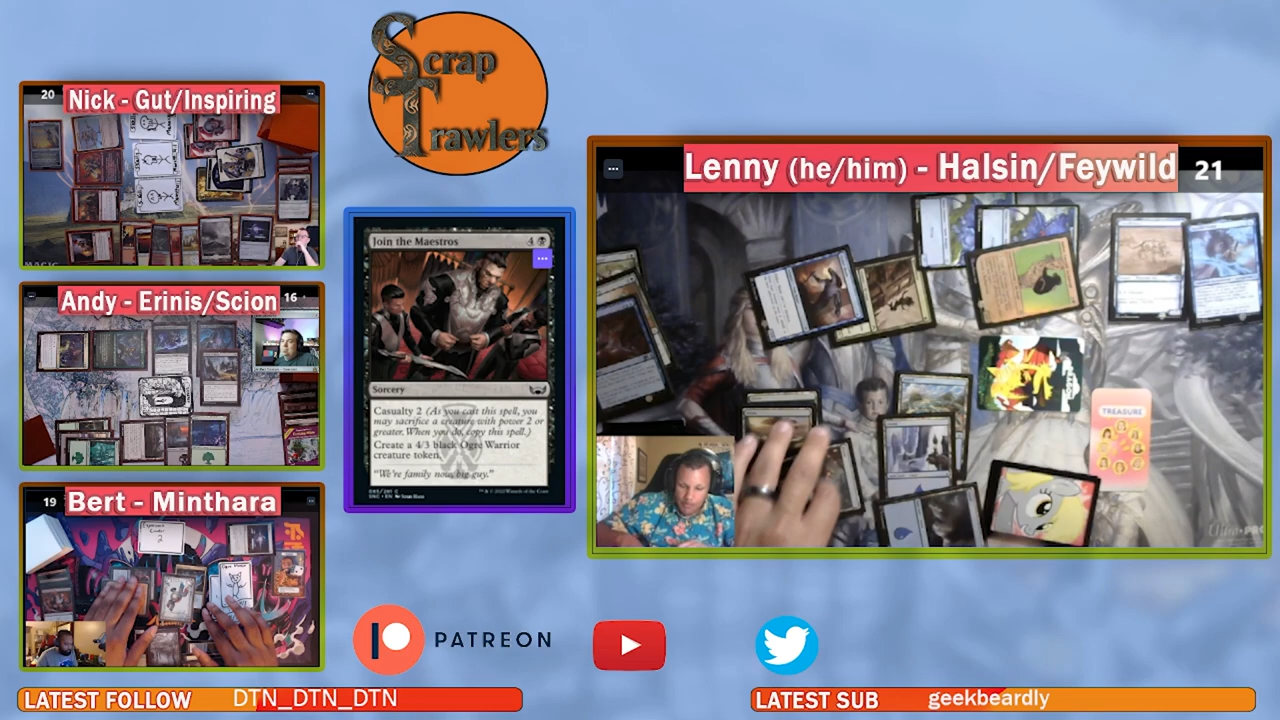 Scrap
Trawlers
20
Nick - Gut/Inspiring
Andy - Erinis/Scion
16
19
Bert - Minthara
Join the Maestros 4
Sorcery
Casualty 2 (As you cast this spell, you
may sacrifice a creature with power 2 or
greater. When you do, copy this spell.)
Create a 4/3 black Ogre Warrior
creature token.
"We're family now, big guy."
Lenny (he/him) - Halsin/Feywild
21
TREASURE
PATREON
LATEST FOLLOW DTN_DTN_DTN
LATEST SUB geekbeardly